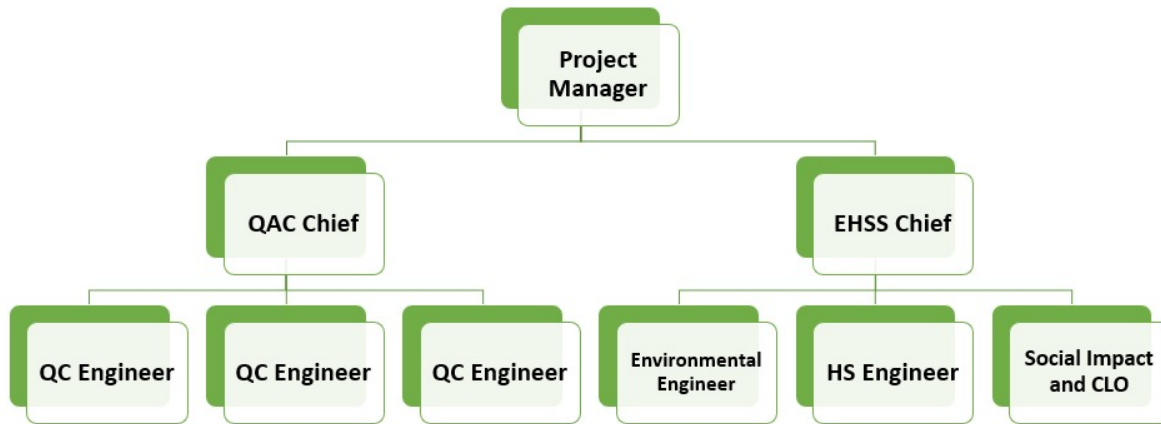 Project
Manager
QAC Chief
EHSS Chief
QC Engineer
QC Engineer
QC Engineer
Environmental
Engineer
HS Engineer
Social Impact
and CLO